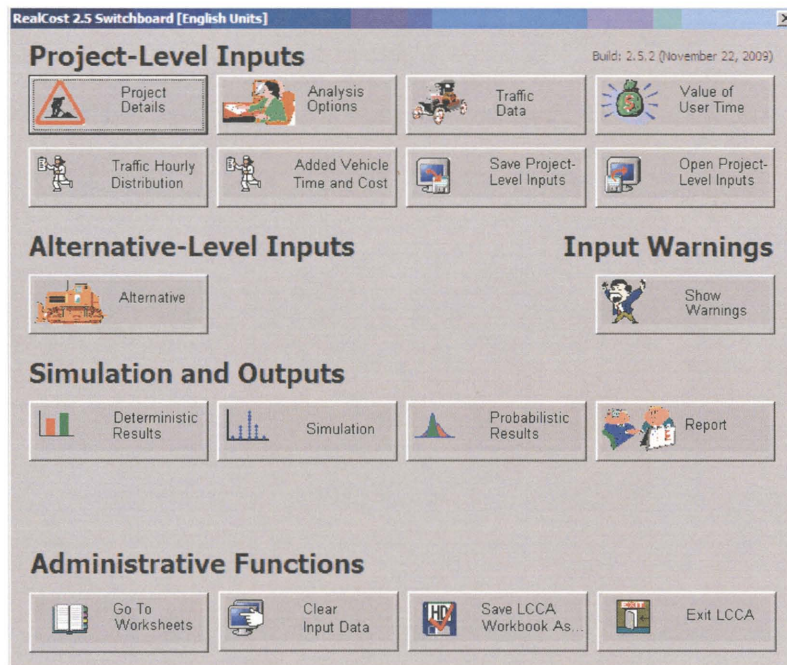 RealCost 2.5 Switchboard [English Units]
Project-Level Inputs
Build: 2.5.2 (November 22, 2009)
Project
Details
Analysis
Options
Traffic
Data
Value of
User Time
Traffic Hourly
Distribution
Added Vehicle
Time and Cost
Save Project-
Level Inputs
Open Project-
Level Inputs
Alternative-Level Inputs
Input Warnings
Alternative
Show
Warnings
Simulation and Outputs
Deterministic
Results
Simulation
Probabilistic
Results
Report
Administrative Functions
Go To
Worksheets
Clear
Input Data
HD
Save LCCA
Workbook As...
EXIT
Exit LCCA